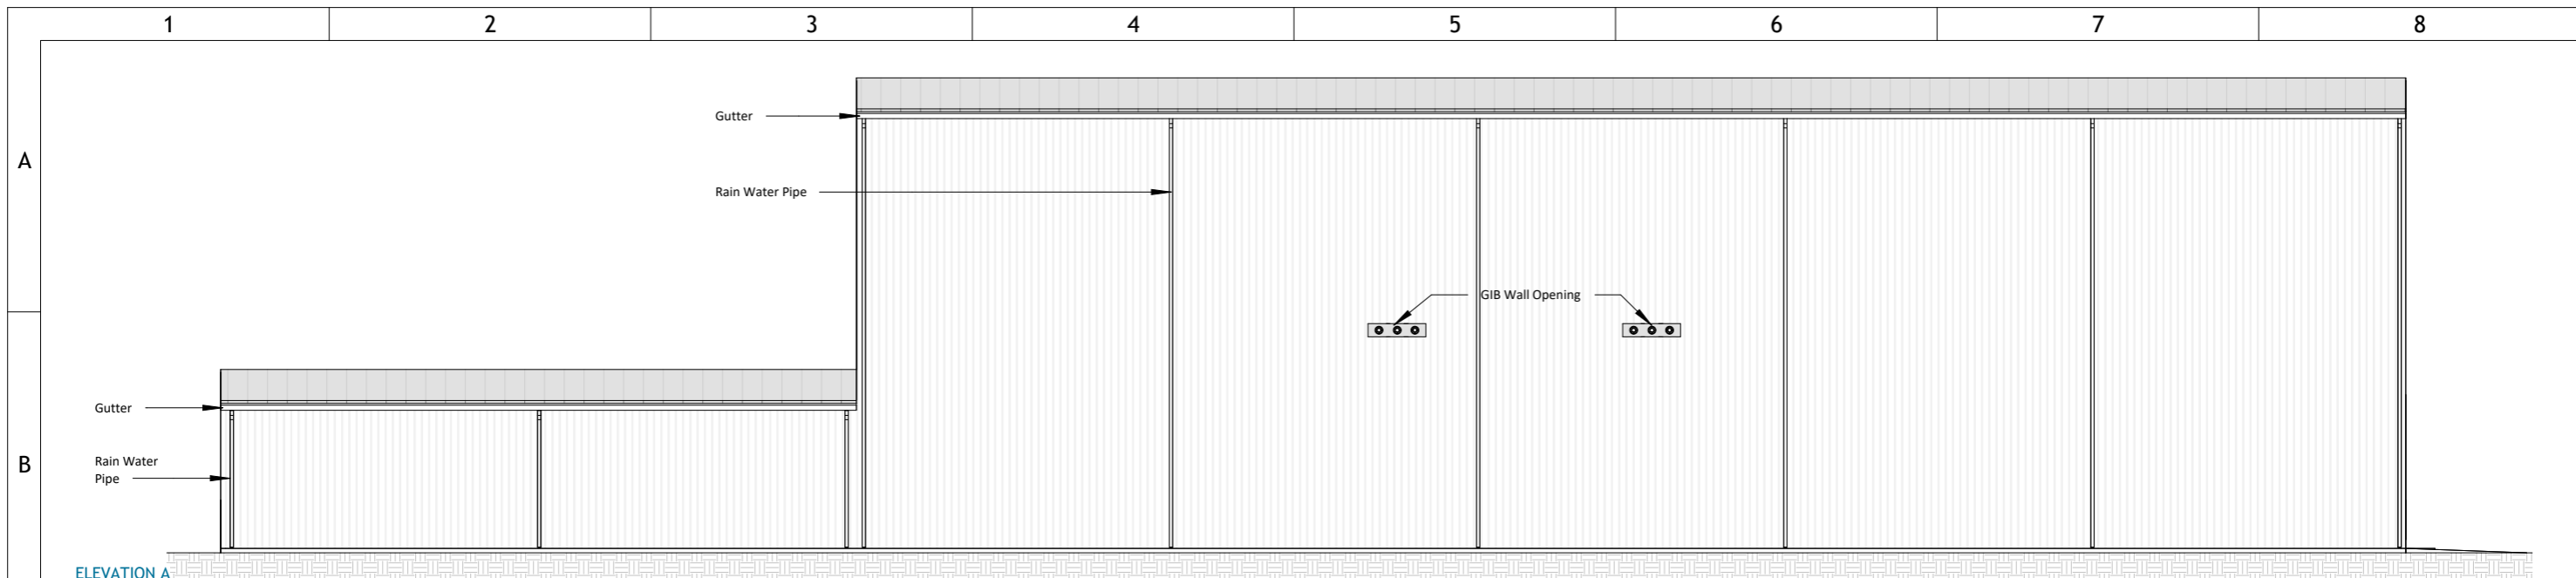 1 2 3 4 5 6 7 8
Gutter
A
Rain Water Pipe
GIB Wall Opening
Gutter
Rain Water
B
Pipe
ELEVATION A